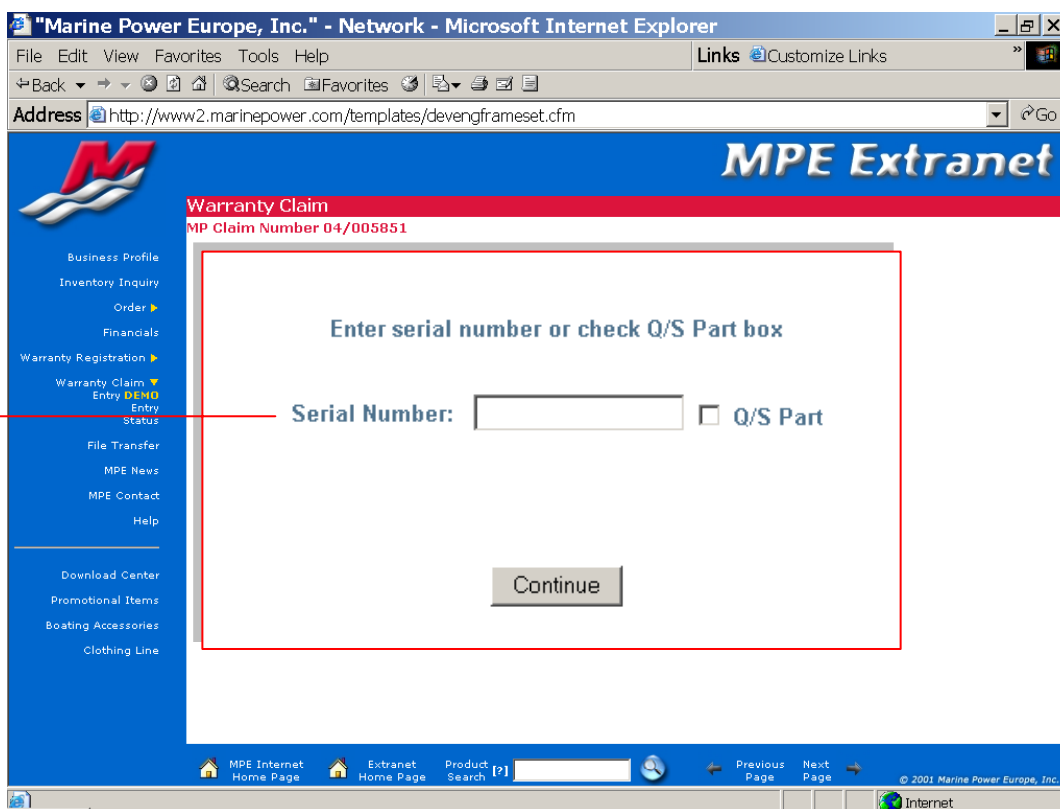 "Marine Power Europe, Inc." - Network - Microsoft Internet Explorer
File Edit View Favorites Tools Help Links Customize Links »
Back Search Favorites
Address http://www2.marinepower.com/templates/devengframeset.cfm Go
MPE Extranet
Warranty Claim
MP Claim Number 04/005851
Business Profile
Inventory Inquiry
Order
Financials
Warranty Registration
Warranty Claim
Entry DEMO
Entry
Status
File Transfer
MPE News
MPE Contact
Help
Download Center
Promotional Items
Boating Accessories
Clothing Line
Enter serial number or check Q/S Part box
Serial Number: Q/S Part
Continue
MPE Internet Home Page
Extranet Home Page
Product Search [?]
Previous Page
Next Page
© 2001 Marine Power Europe, Inc.
Internet